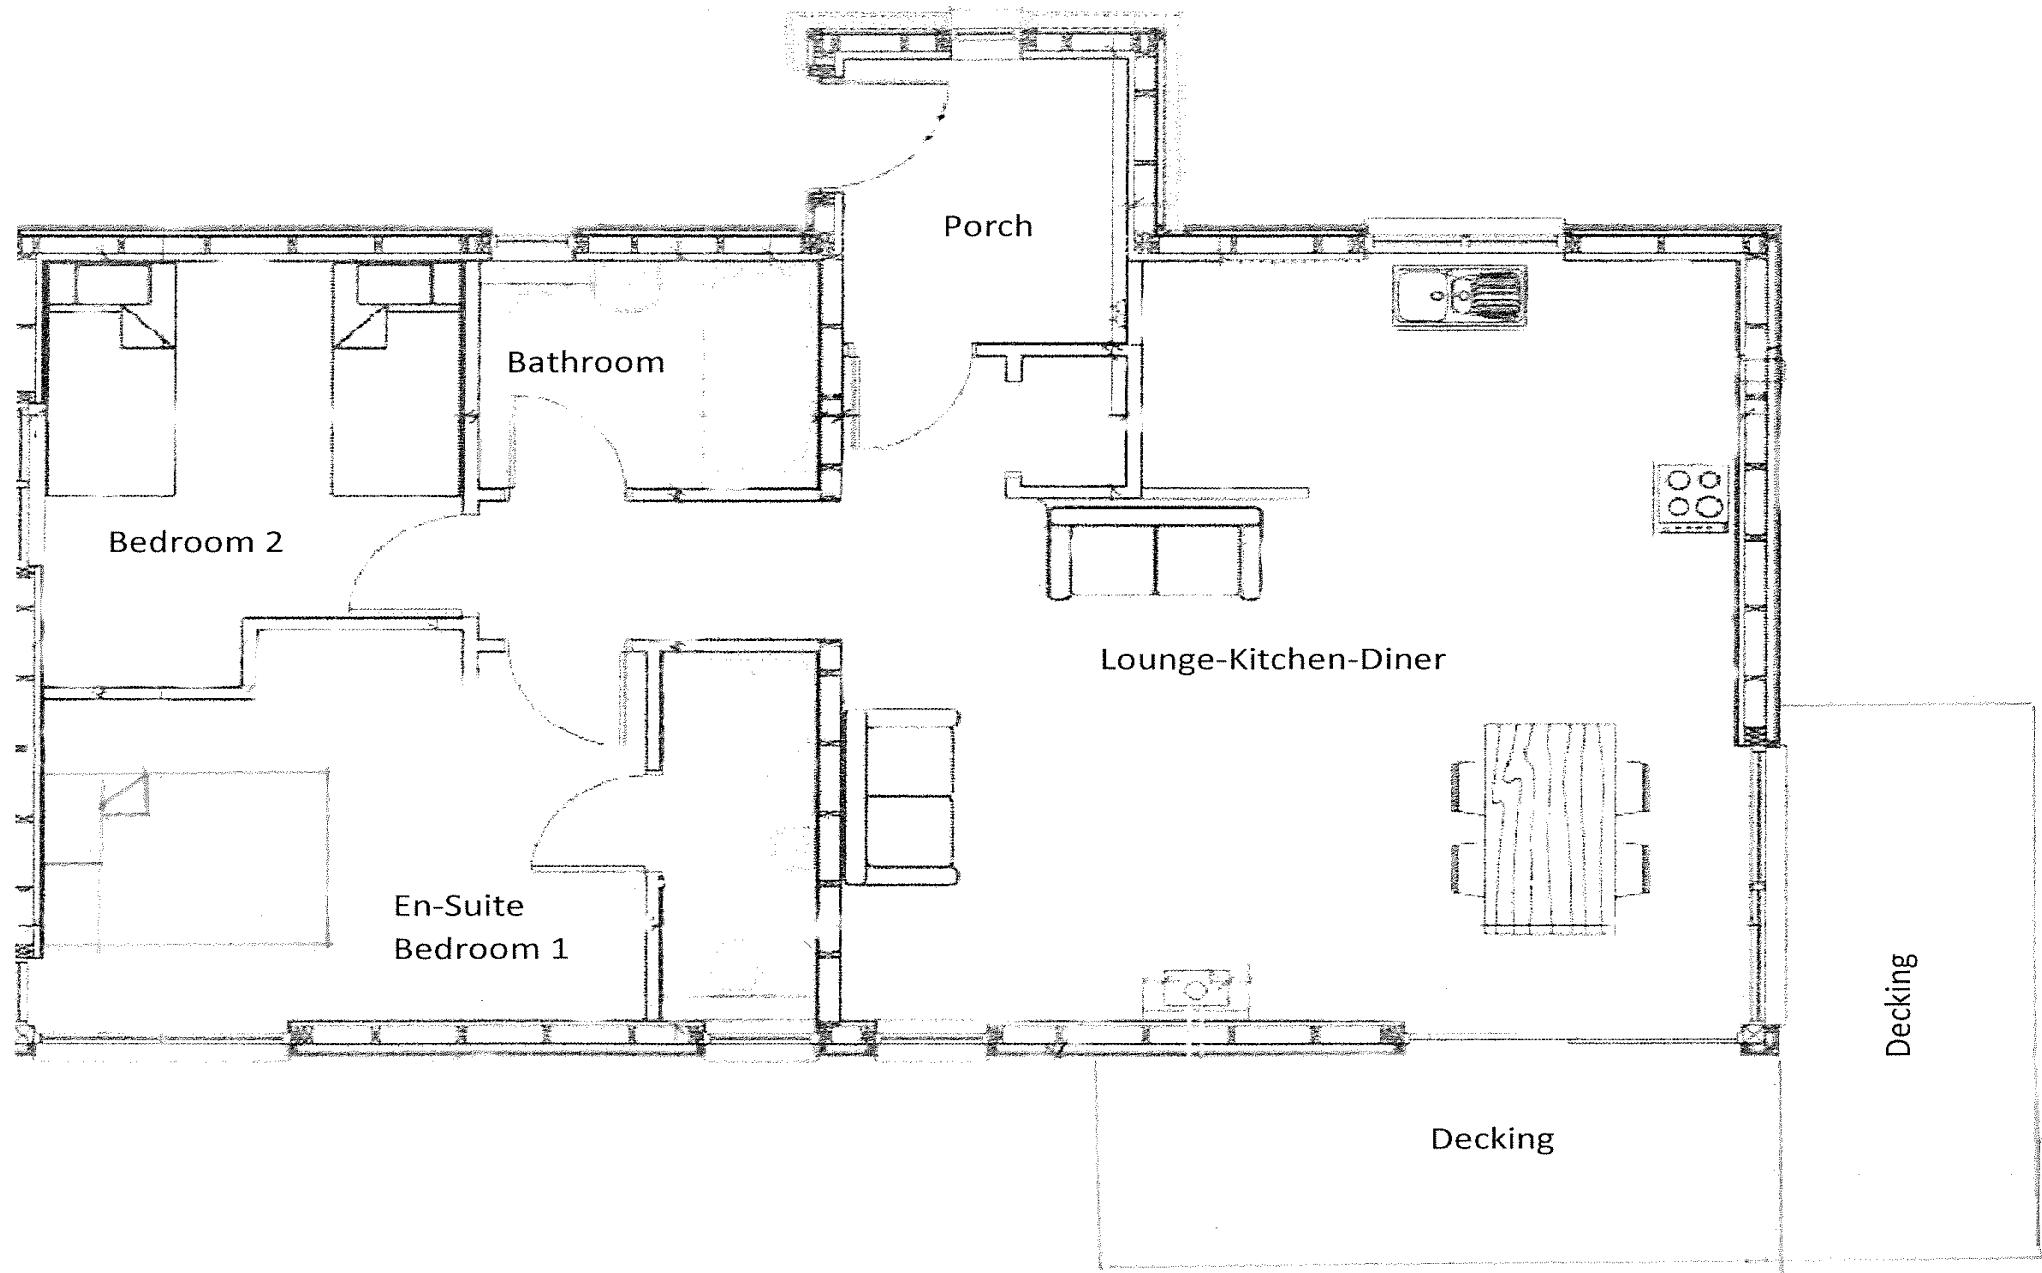 Porch
Bathroom
Bedroom 2
Lounge-Kitchen-Diner
En-Suite
Bedroom 1
Decking
Decking